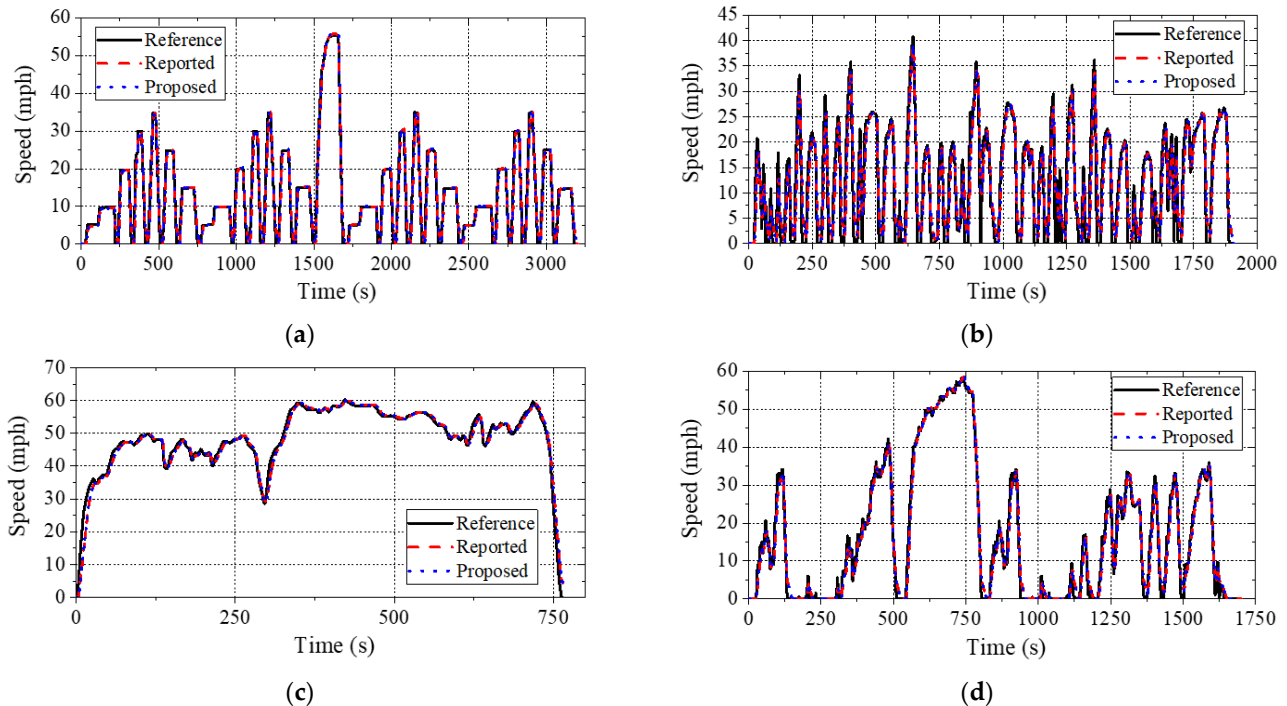 60
50
40
30
20
10
0
Speed (mph)
Reference
Reported
Proposed
0 500 1000 1500 2000 2500 3000
Time (s)
(a)
45
40
35
30
25
20
15
10
5
0
Speed (mph)
Reference
Reported
Proposed
0 250 500 750 1000 1250 1500 1750 2000
Time (s)
(b)
70
60
50
40
30
20
10
0
Speed (mph)
Reference
Reported
Proposed
0 250 500 750
Time (s)
(c)
60
50
40
30
20
10
0
Speed (mph)
Reference
Reported
Proposed
0 250 500 750 1000 1250 1500 1750
Time (s)
(d)